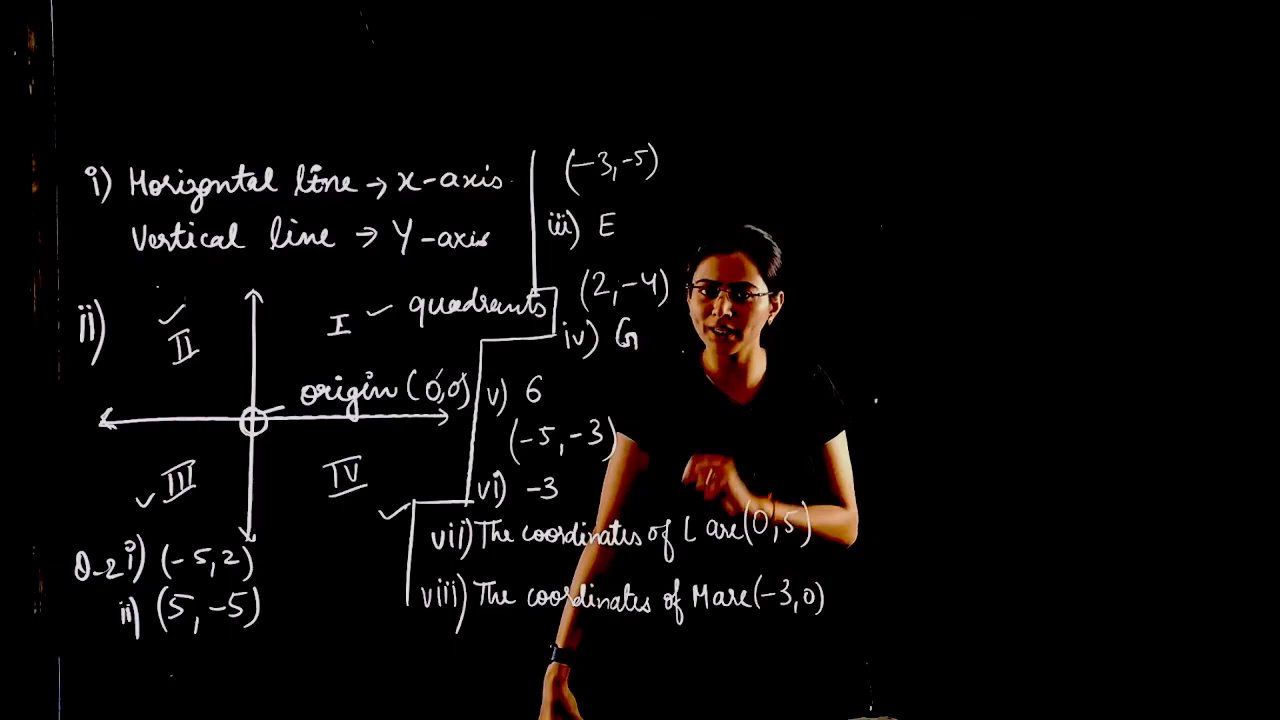 i) Horizontal line → x-axis
Vertical line → Y-axis
ii)
II
I
quadrants
origin (0,0)
III
IV
Q-2 i) (-5,2)
ii) (5,-5)
(-3,-5)
iii) E
(2,-4)
iv) G
v) 6
(-5,-3)
vi) -3
vii) The coordinates of L are (0,5)
viii) The coordinates of M are (-3,0)